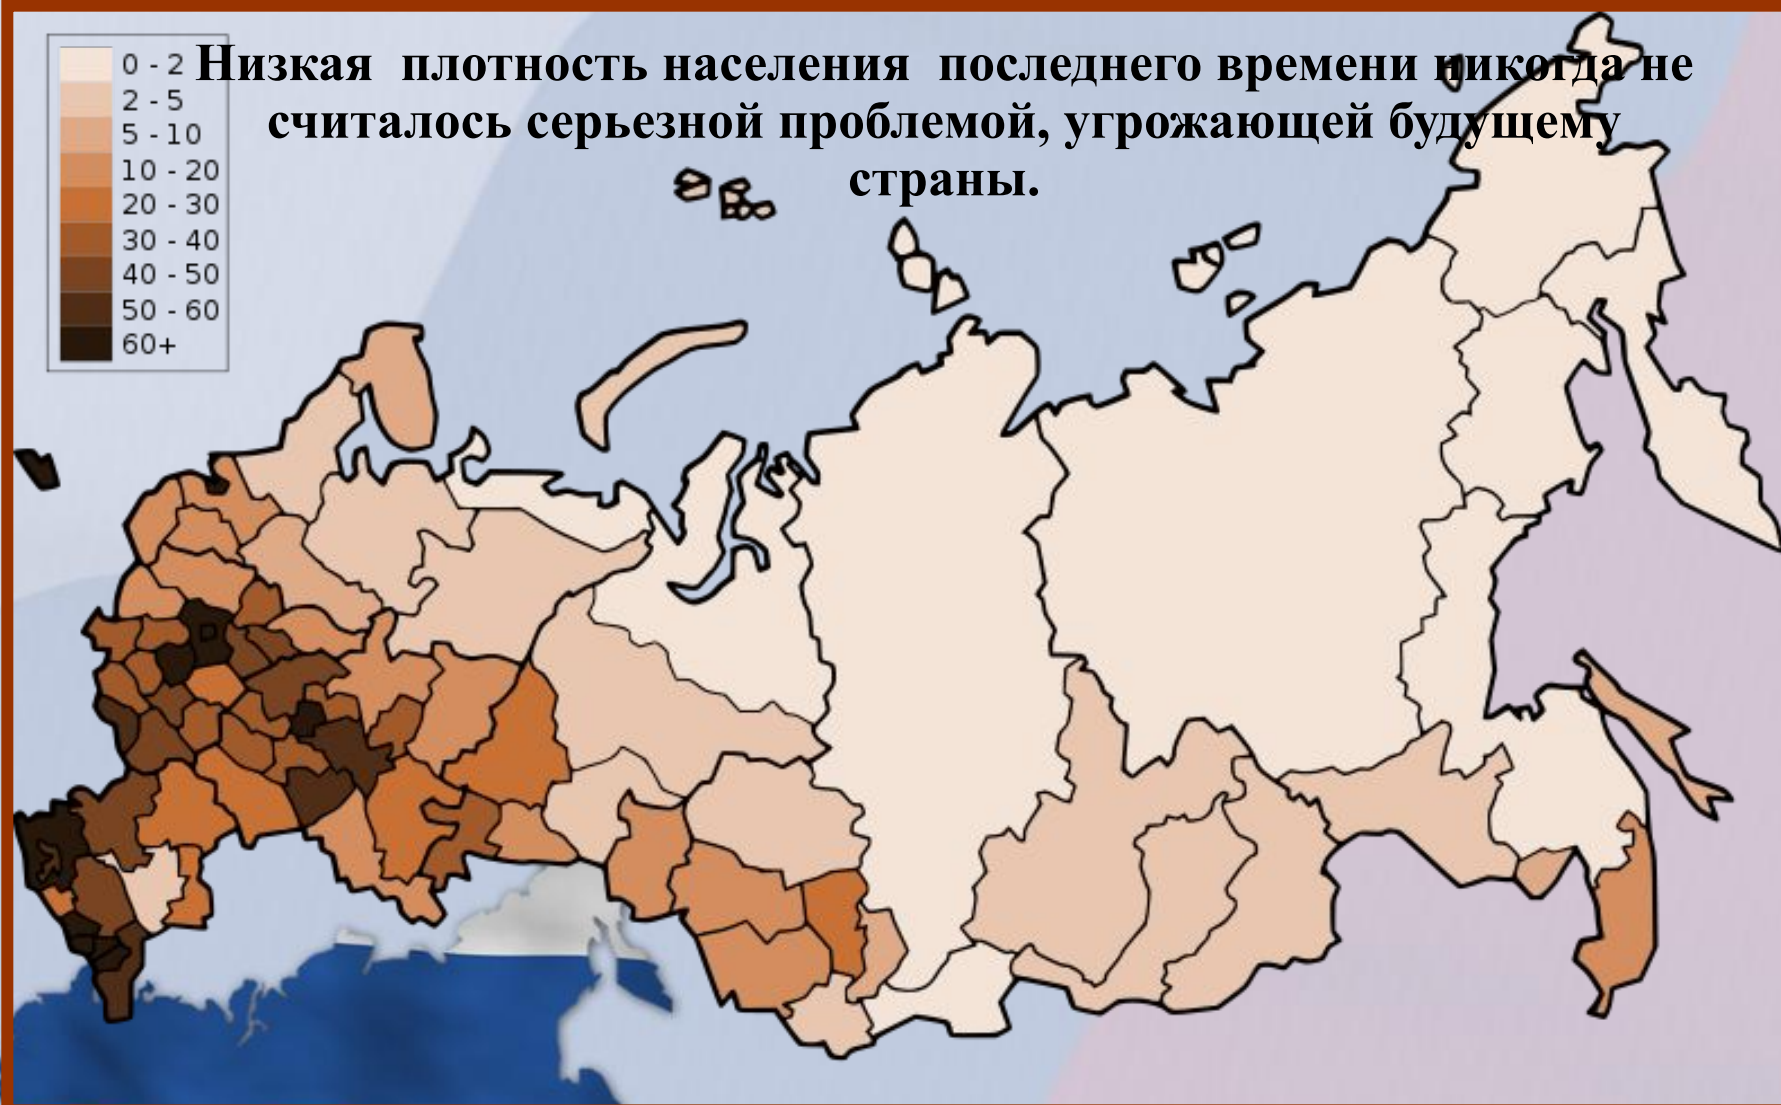 Низкая плотность населения последнего времени никогда не
считалось серьезной проблемой, угрожающей будущему
страны.
0 - 2
2 - 5
5 - 10
10 - 20
20 - 30
30 - 40
40 - 50
50 - 60
60+